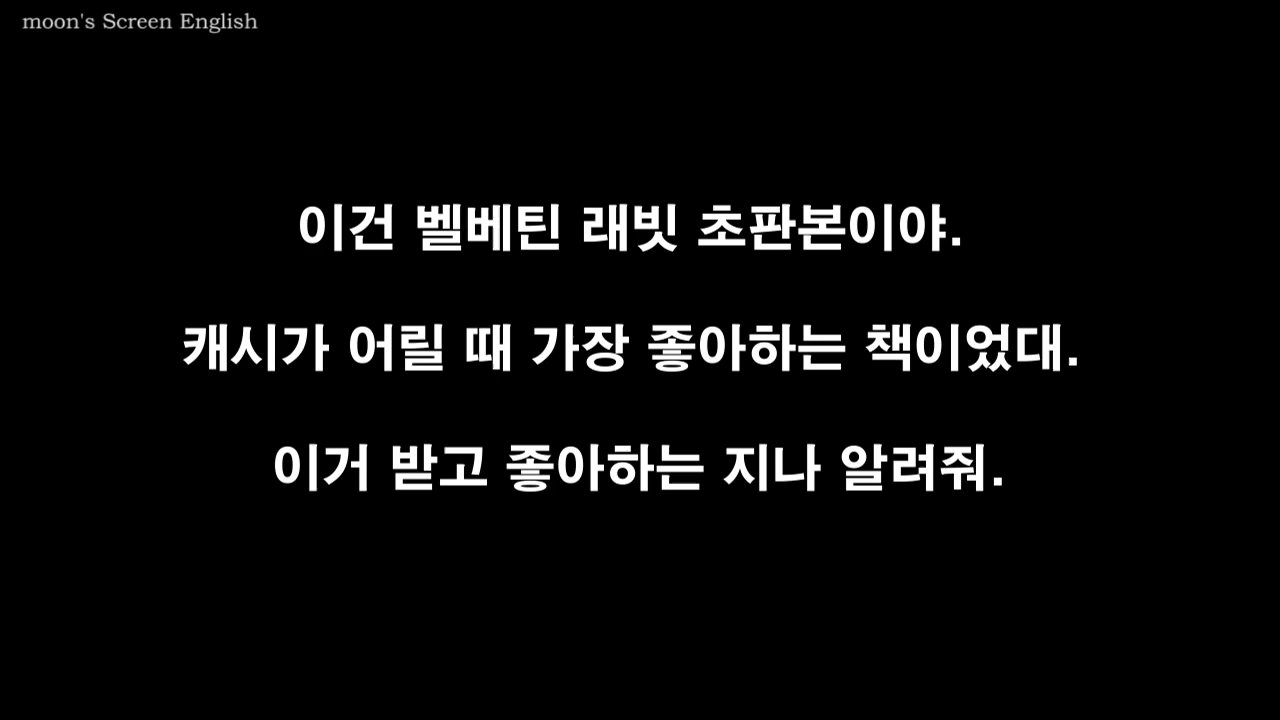 moon's Screen English
이건 벨베틴 래빗 초판본이야.
캐시가 어릴 때 가장 좋아하는 책이었대.
이거 받고 좋아하는 지나 알려줘.